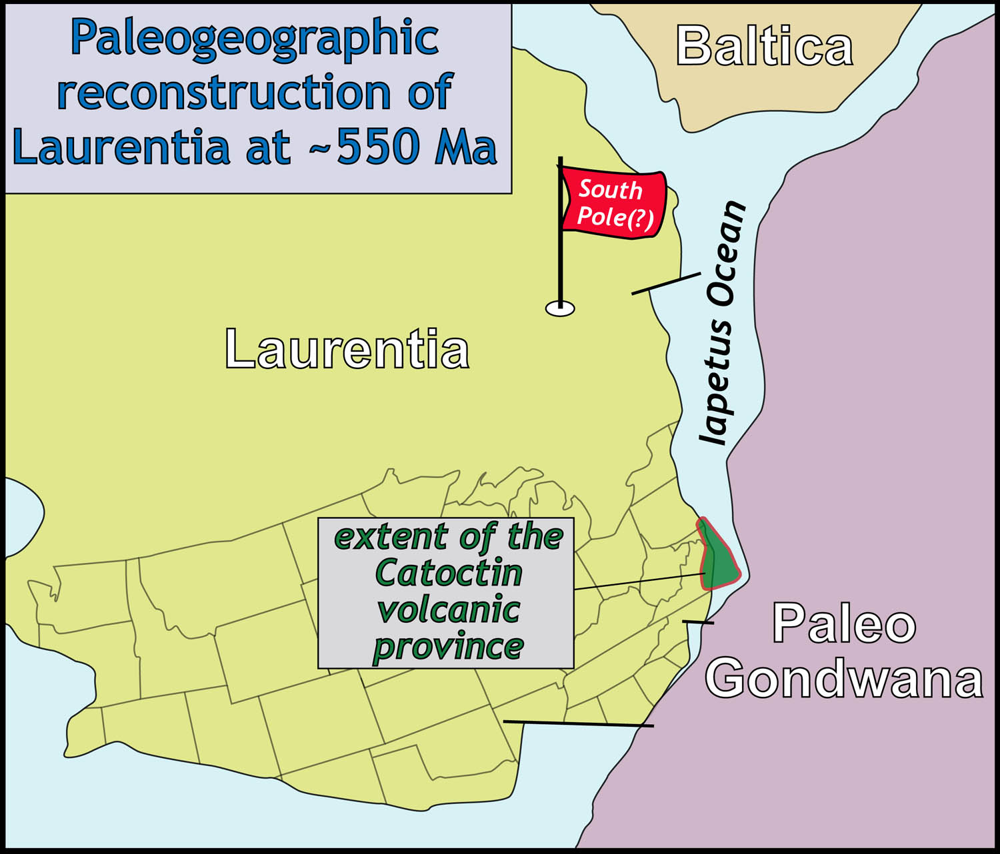 Paleogeographic
reconstruction of
Laurentia at ~550 Ma
Baltica
South
Pole(?)
Iapetus Ocean
Laurentia
extent of the
Catoctin
volcanic
province
Paleo
Gondwana